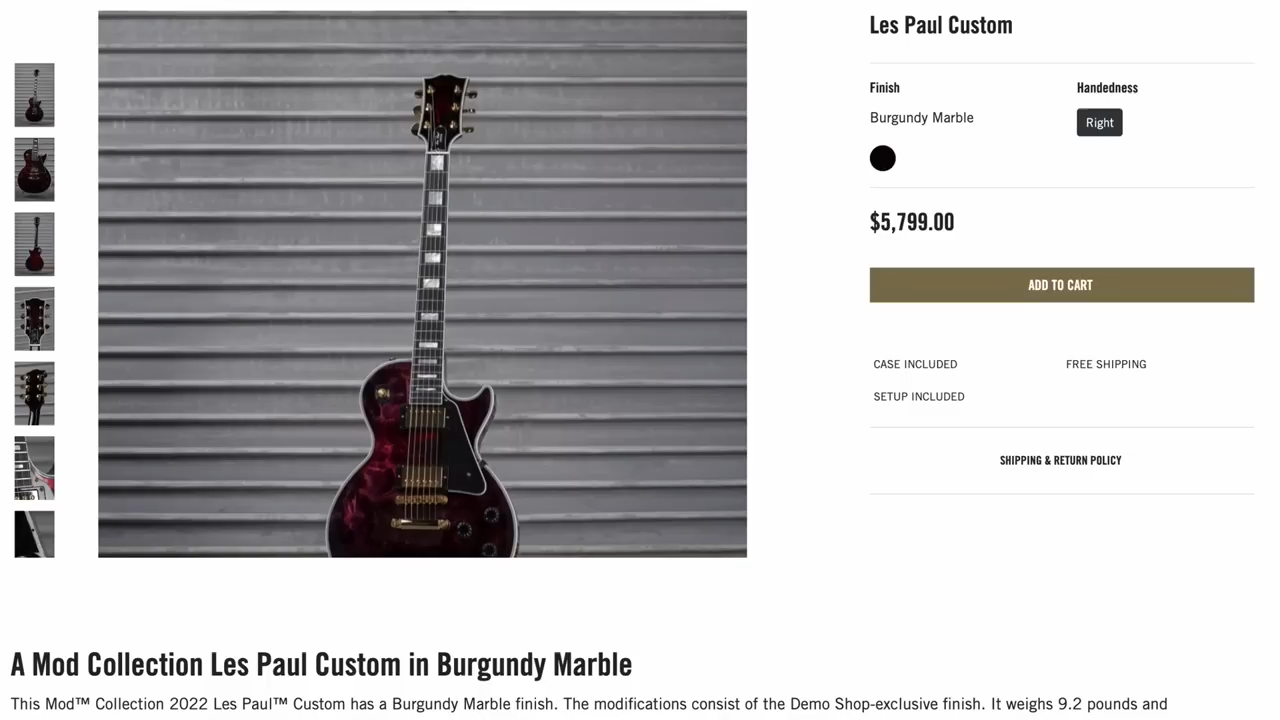 Les Paul Custom
Finish
Handedness
Burgundy Marble
Right
$5,799.00
ADD TO CART
CASE INCLUDED
FREE SHIPPING
SETUP INCLUDED
SHIPPING & RETURN POLICY
A Mod Collection Les Paul Custom in Burgundy Marble
This Mod™ Collection 2022 Les Paul™ Custom has a Burgundy Marble finish. The modifications consist of the Demo Shop-exclusive finish. It weighs 9.2 pounds and